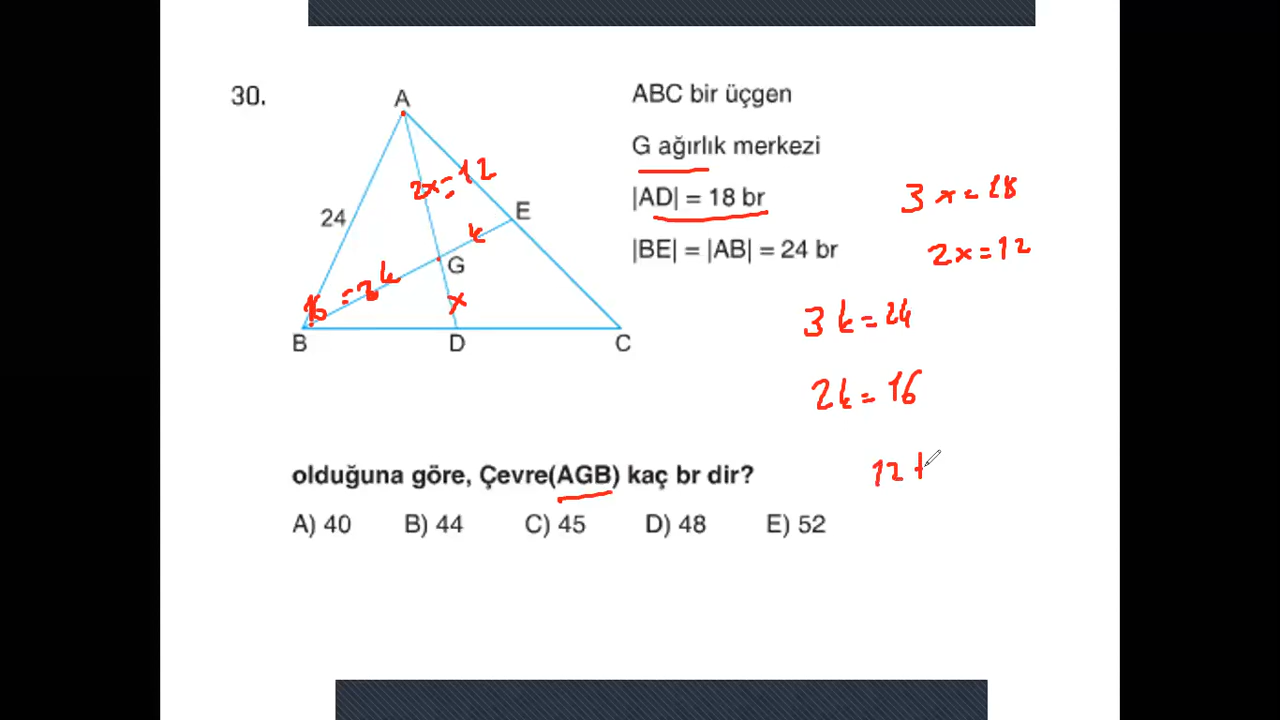 30.
A
ABC bir üçgen
G ağırlık merkezi
|AD| = 18 br
3x=18
2x=12
|BE| = |AB| = 24 br
2x=12
24
E
k
G
16=2k
x
B
D
C
3k=24
2k=16
12+
olduğuna göre, Çevre(AGB) kaç br dir?
A) 40 B) 44 C) 45 D) 48 E) 52